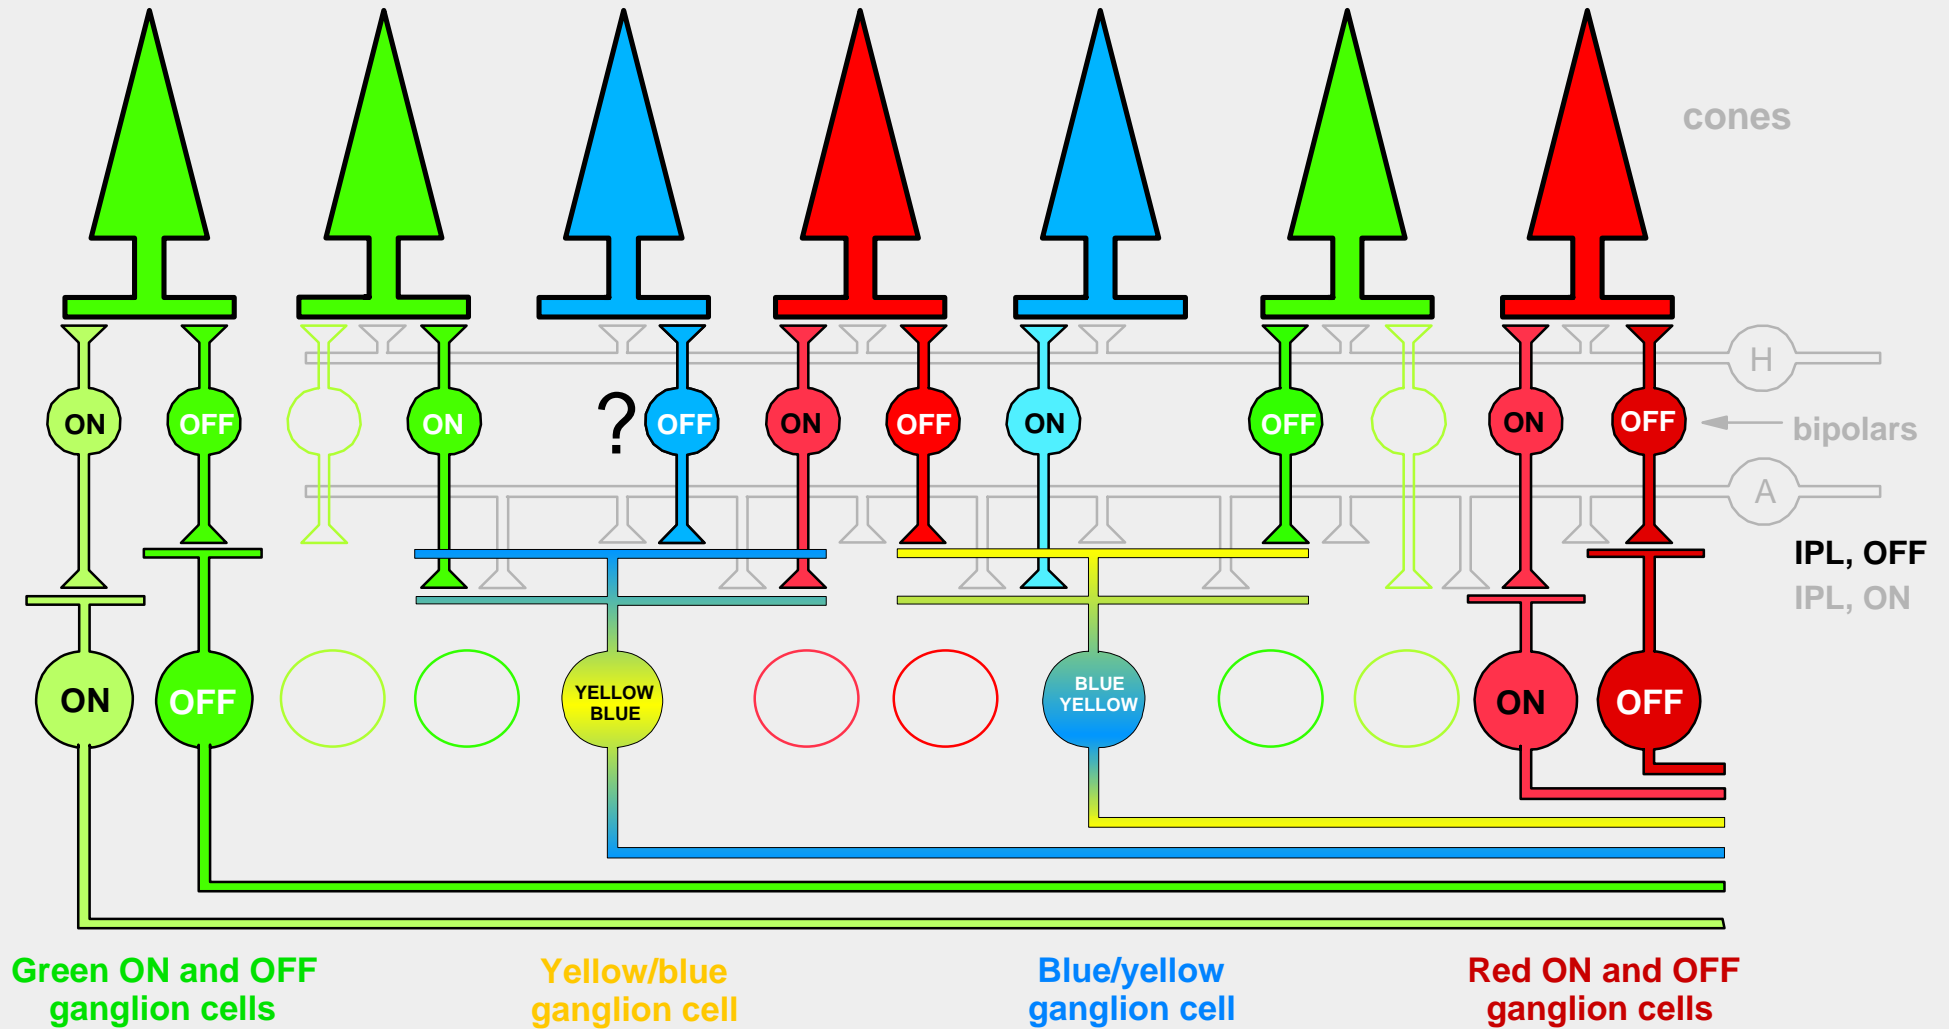 cones
H
ON
OFF
ON
?
OFF
ON
OFF
ON
OFF
ON
OFF
bipolars
A
IPL, OFF
IPL, ON
ON
OFF
YELLOW
BLUE
BLUE
YELLOW
ON
OFF
Green ON and OFF
ganglion cells
Yellow/blue
ganglion cell
Blue/yellow
ganglion cell
Red ON and OFF
ganglion cells